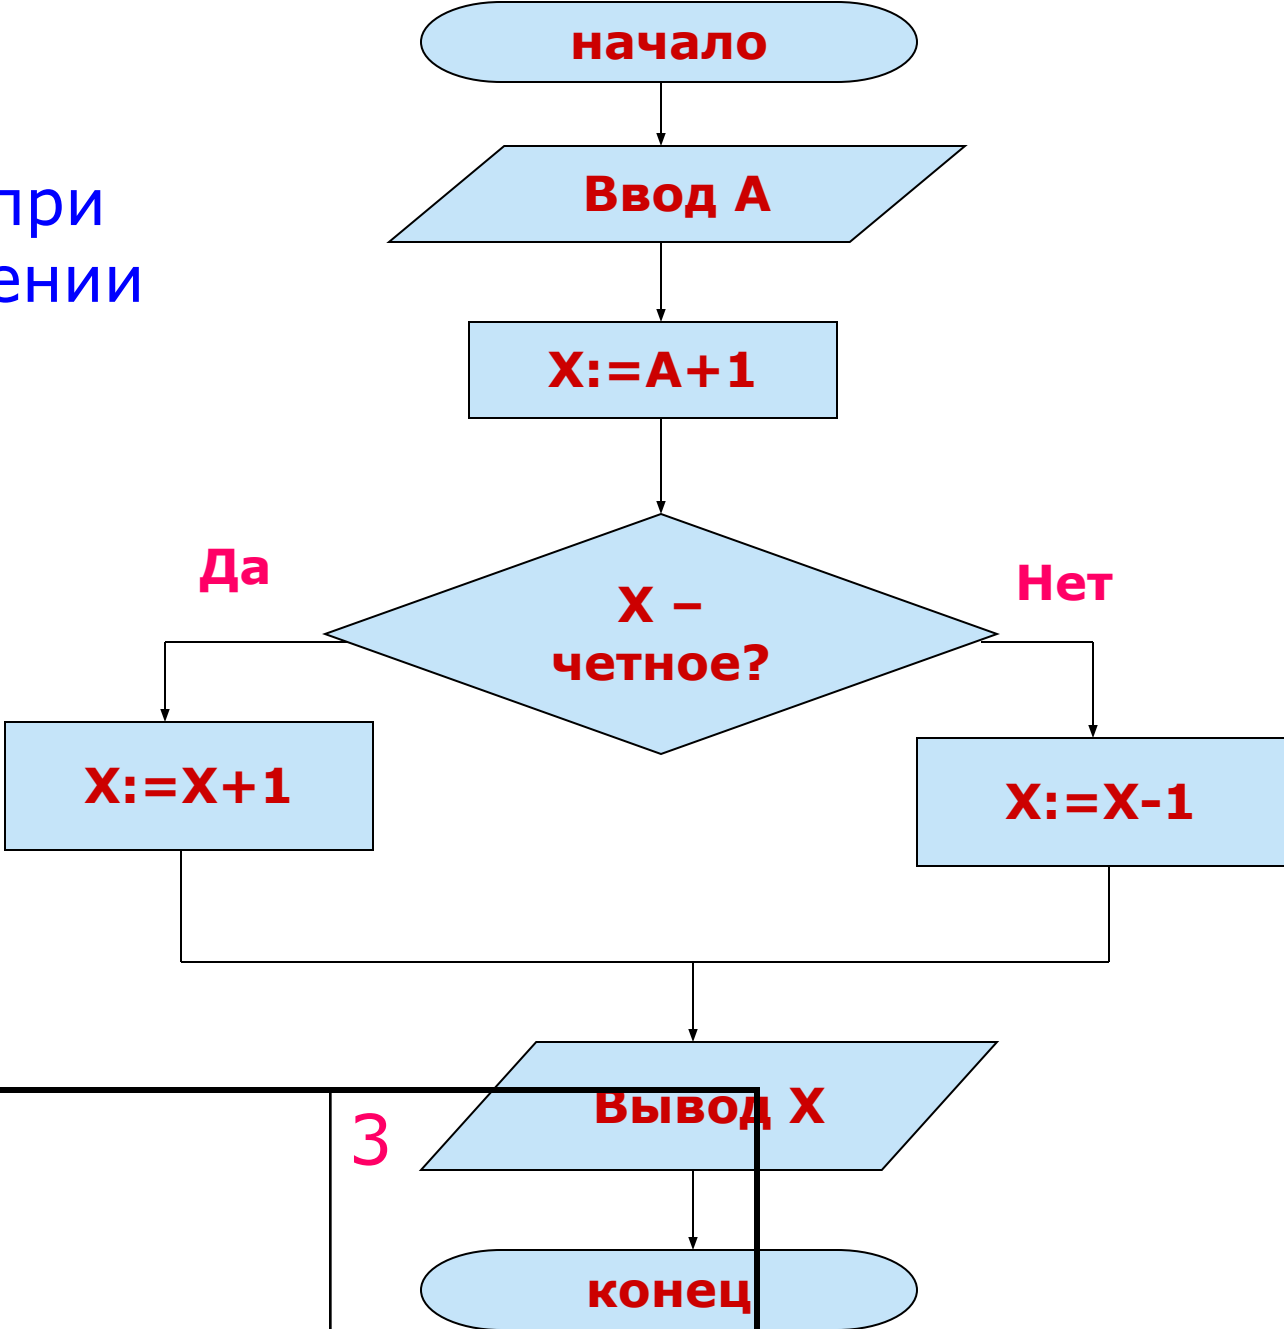 начало
Ввод А
при
ении
Х:=А+1
Да
Нет
Х –
четное?
Х:=Х+1
Х:=Х-1
Вывод Х
3
конец